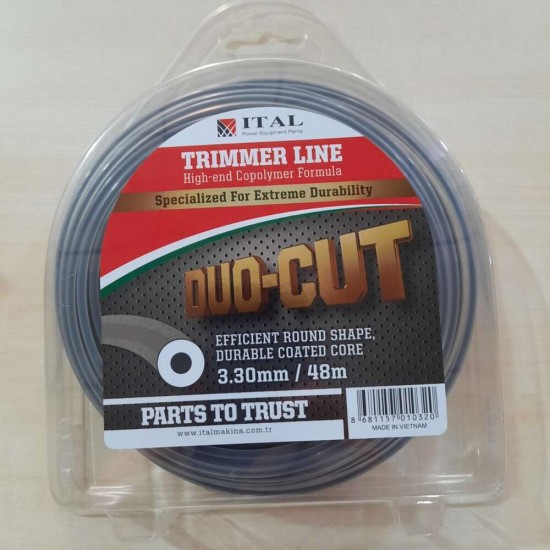 ITAL
Power Equipment Parts
TRIMMER LINE
High-end Copolymer Formula
Specialized For Extreme Durability
DUO-CUT
EFFICIENT ROUND SHAPE,
DURABLE COATED CORE
3.30mm / 48m
PARTS TO TRUST
www.italmakina.com.tr
8 681157 010320
MADE IN VIETNAM